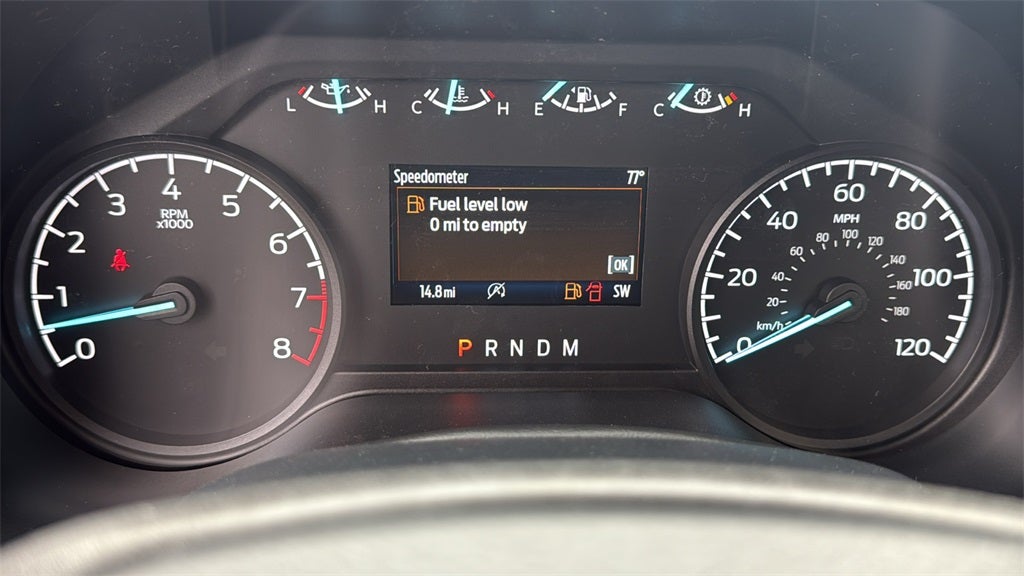 L H C H E F C H
Speedometer 77°
Fuel level low
0 mi to empty
[OK]
14.8 mi SW
P R N D M
0 1 2 3 4 5 6 7 8
RPM
x1000
0 20 40 60 80 100 120
MPH
20 40 60 80 100 120 140 160 180
km/h